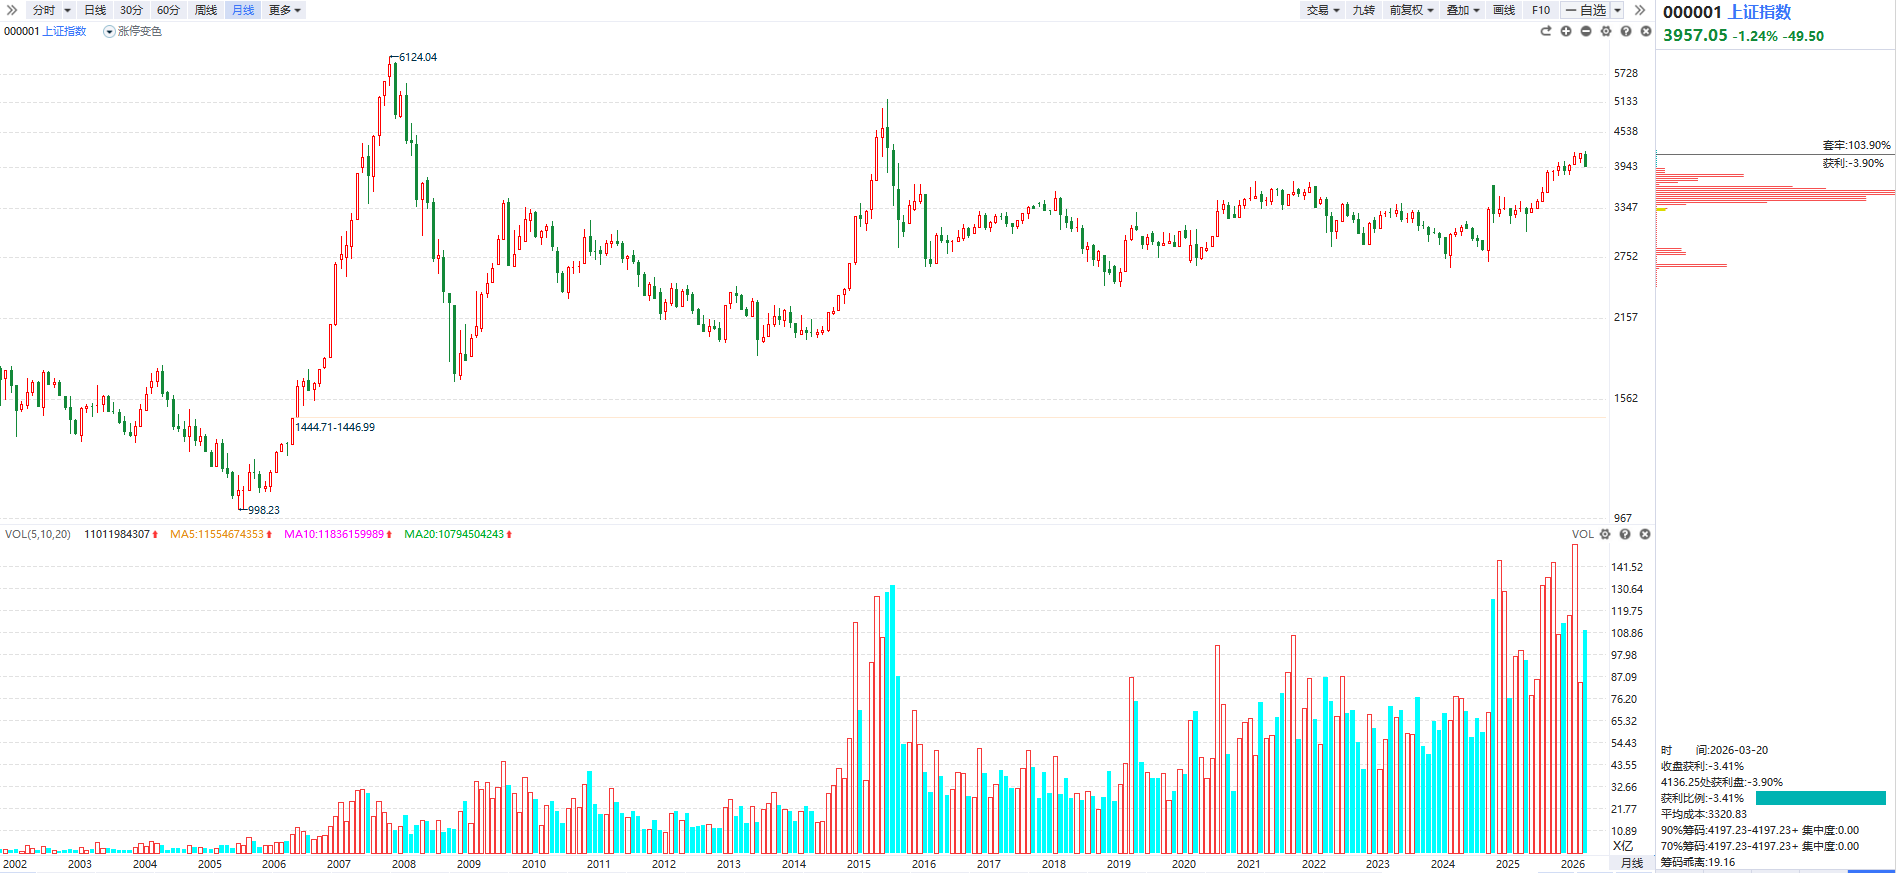 分时 日线 30分 60分 周线 月线 更多 交易 九转 前复权 叠加 画线 F10 一 自选
000001 上证指数
3957.05 -1.24% -49.50
000001 上证指数 涨停变色
6124.04
5728
5133
4538
3943
3347
2752
2157
1562
967
1444.71-1446.99
998.23
套牢:103.90%
获利:-3.90%
VOL(5,10,20) 11011984307 MA5:11554674353 MA10:11836159989 MA20:10794504243 VOL
141.52
130.64
119.75
108.86
97.98
87.09
76.20
65.32
54.43
43.55
32.66
21.77
10.89
X亿
2002 2003 2004 2005 2006 2007 2008 2009 2010 2011 2012 2013 2014 2015 2016 2017 2018 2019 2020 2021 2022 2023 2024 2025 2026 月线
时 间:2026-03-20
收盘获利:-3.41%
4136.25处获利盘:-3.90%
获利比例:-3.41%
平均成本:3320.83
90%筹码:4197.23-4197.23+ 集中度:0.00
70%筹码:4197.23-4197.23+ 集中度:0.00
筹码乖离:19.16